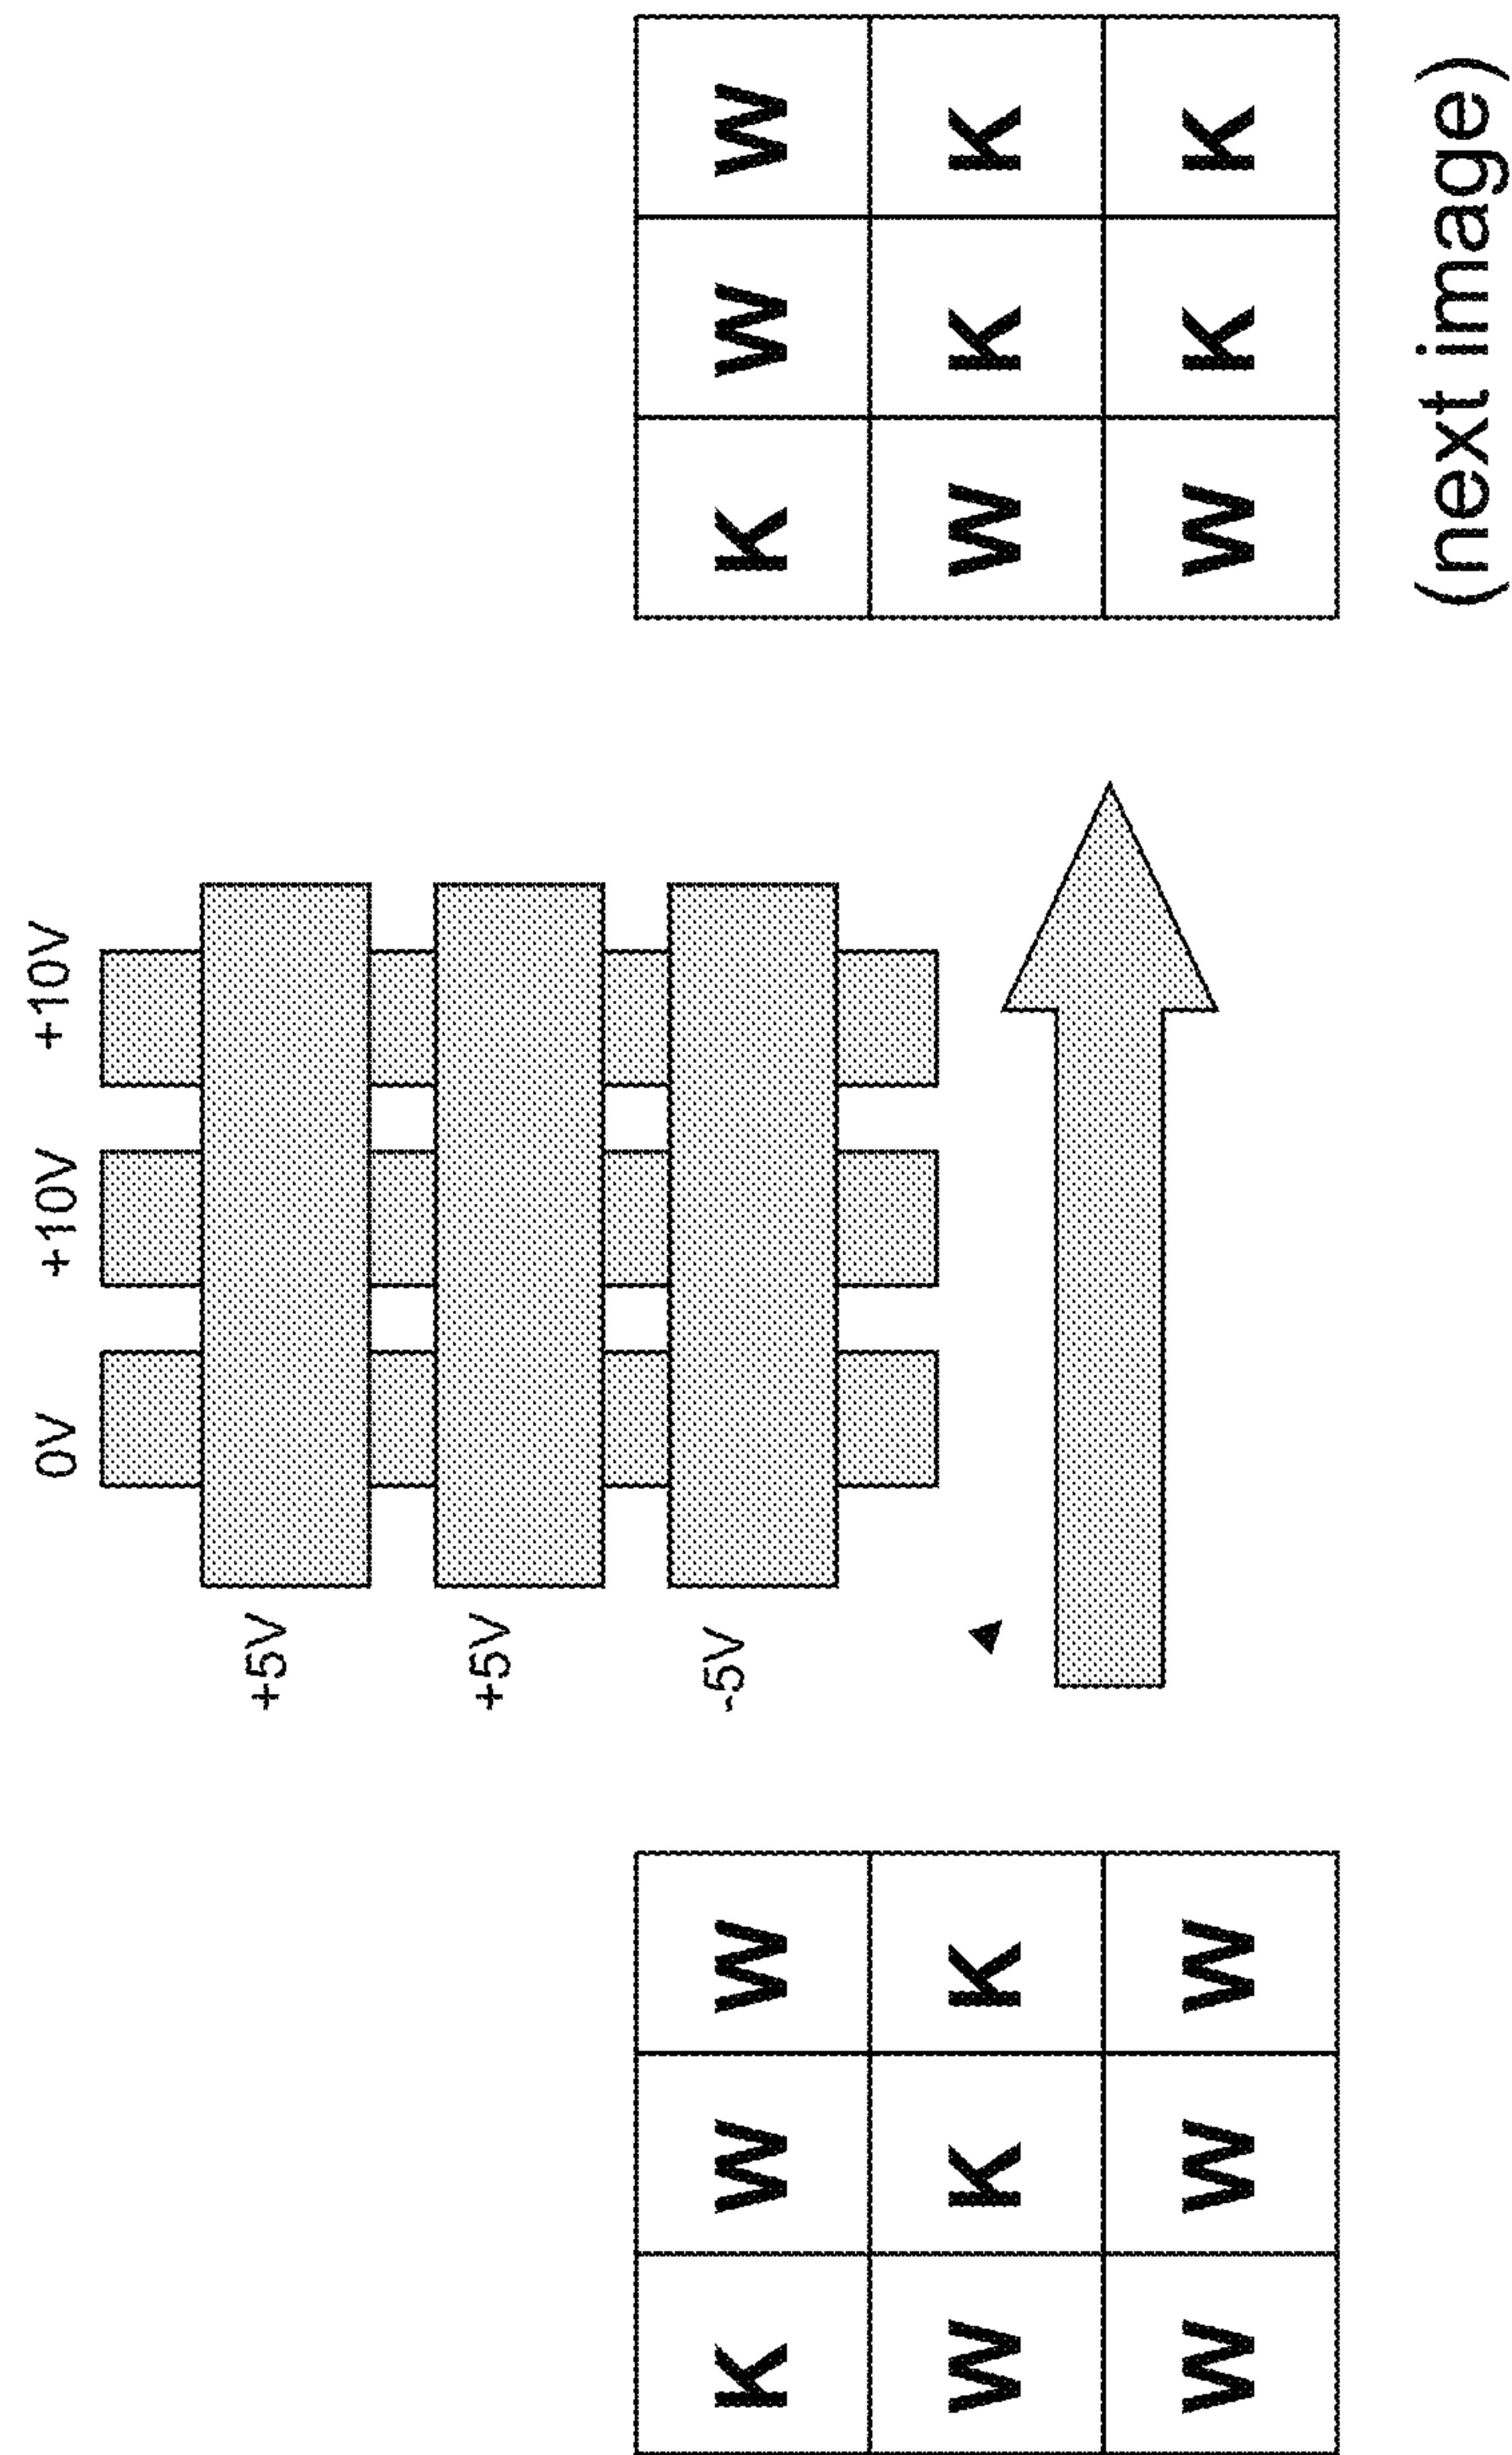 0V +10V +10V
+5V
+5V
-5V
K W W
W K K
W W W
K W W
W K K
W K K
(next image)